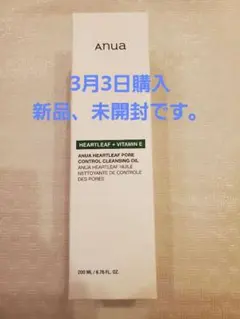 Anua
3月3日購入
新品、未開封です。
HEARTLEAF + VITAMIN E
ANUA HEARTLEAF PORE
CONTROL CLEANSING OIL
ANUA HEARTLEAF HUILE
NETTOYANTE DE CONTRÔLE
DES PORES
200 ML / 6.76 FL. OZ.